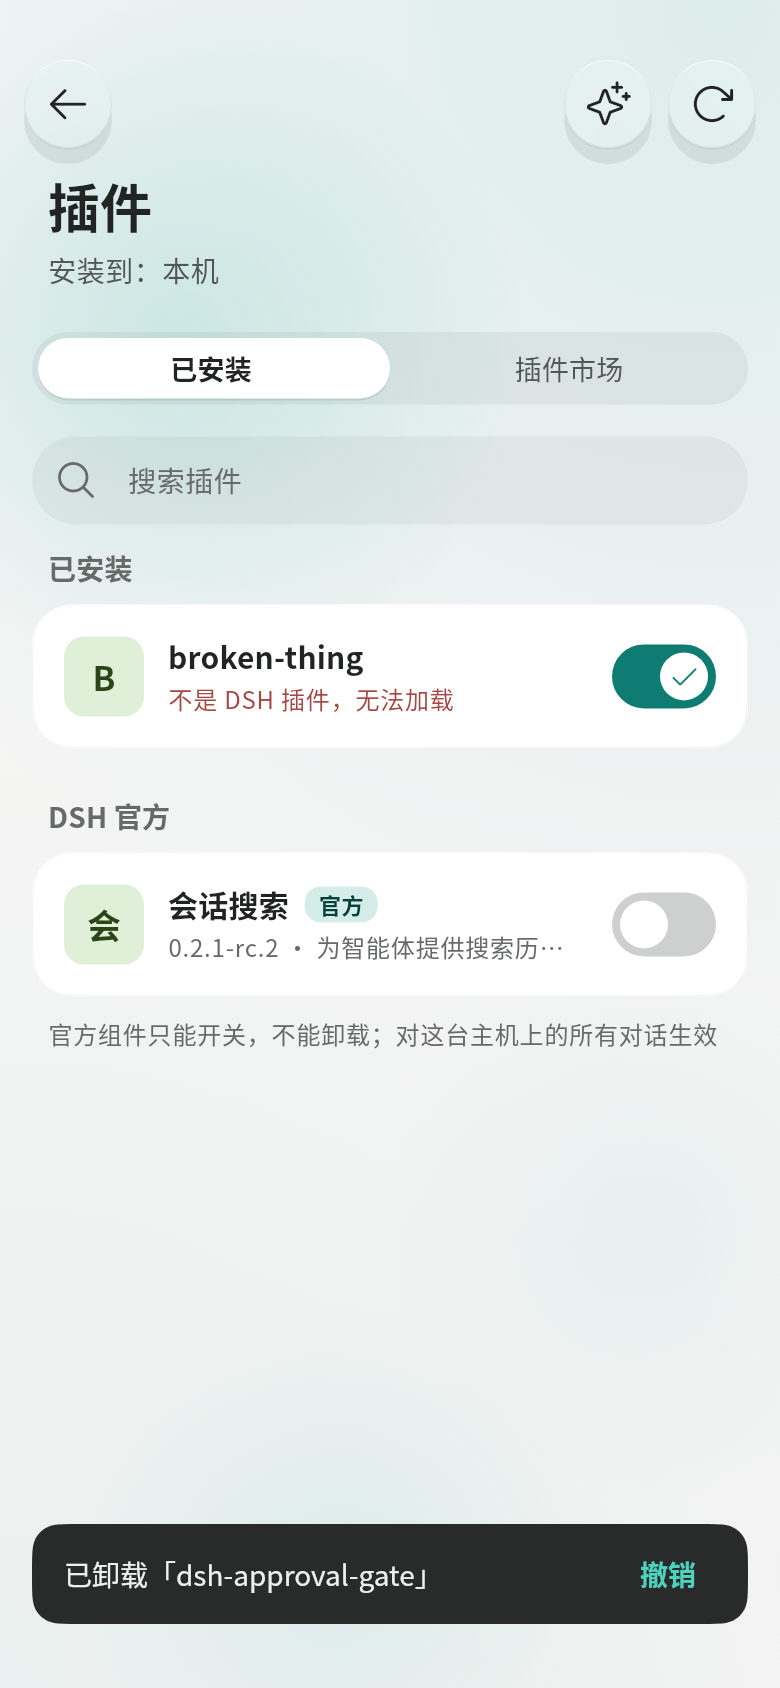 插件
安装到：本机
已安装
插件市场
搜索插件
已安装
B
broken-thing
不是 DSH 插件，无法加载
DSH 官方
会
会话搜索
官方
0.2.1-rc.2 • 为智能体提供搜索历…
官方组件只能开关，不能卸载；对这台主机上的所有对话生效
已卸载「dsh-approval-gate」
撤销